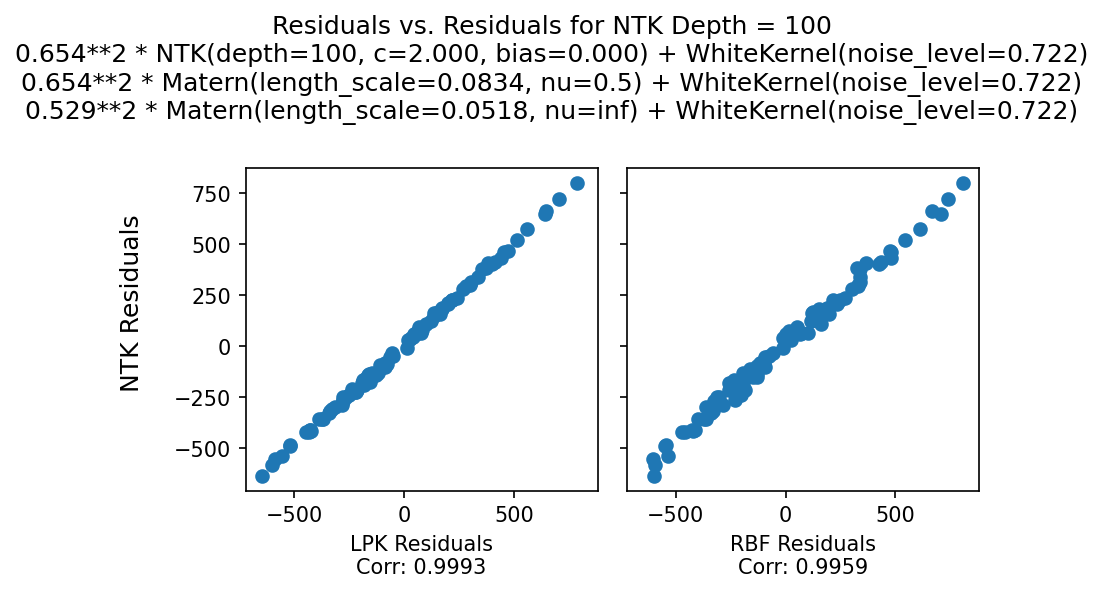 Residuals vs. Residuals for NTK Depth = 100
0.654**2 * NTK(depth=100, c=2.000, bias=0.000) + WhiteKernel(noise_level=0.722)
0.654**2 * Matern(length_scale=0.0834, nu=0.5) + WhiteKernel(noise_level=0.722)
0.529**2 * Matern(length_scale=0.0518, nu=inf) + WhiteKernel(noise_level=0.722)
NTK Residuals
750
500
250
0
−250
−500
−500 0 500
LPK Residuals
Corr: 0.9993
−500 0 500
RBF Residuals
Corr: 0.9959